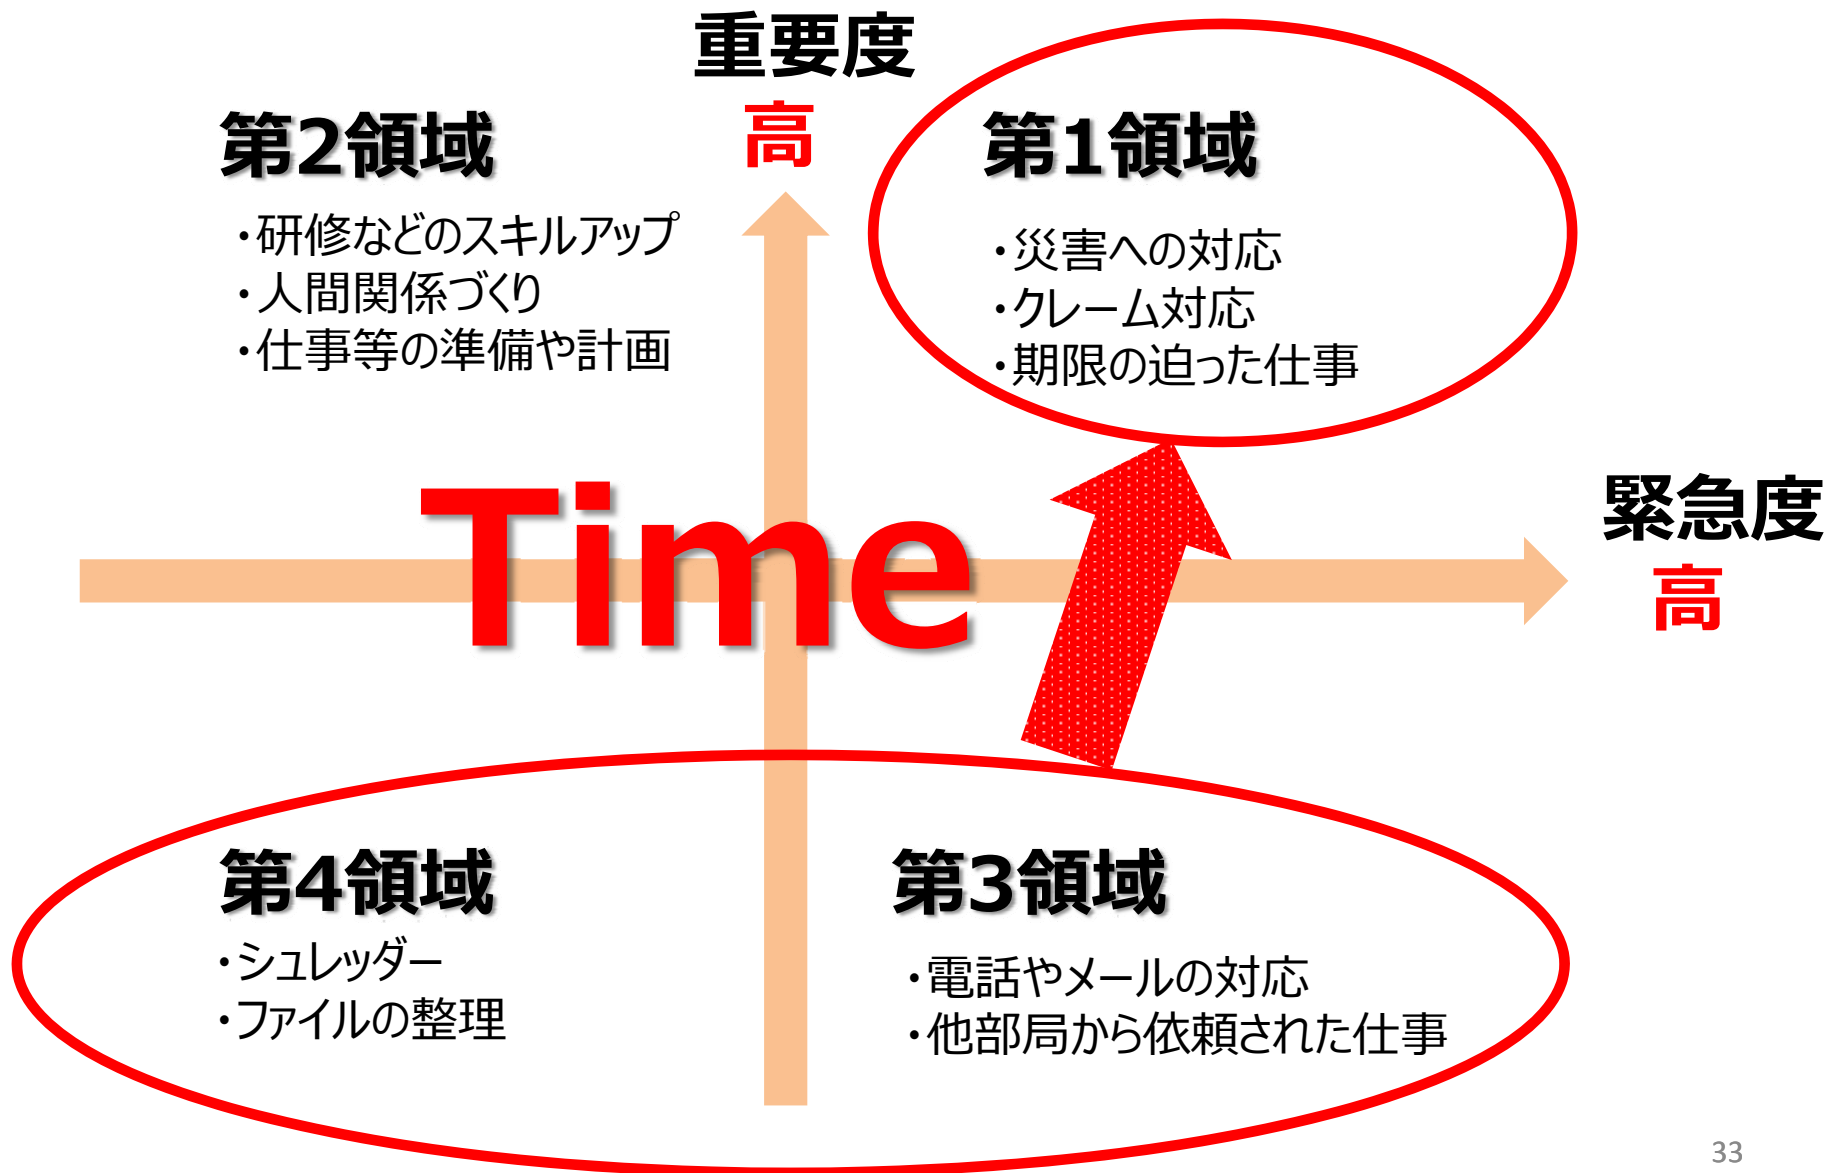 重要度
高
第2領域
・研修などのスキルアップ
・人間関係づくり
・仕事等の準備や計画
第1領域
・災害への対応
・クレーム対応
・期限の迫った仕事
Time
緊急度
高
第4領域
・シュレッダー
・ファイルの整理
第3領域
・電話やメールの対応
・他部局から依頼された仕事
33